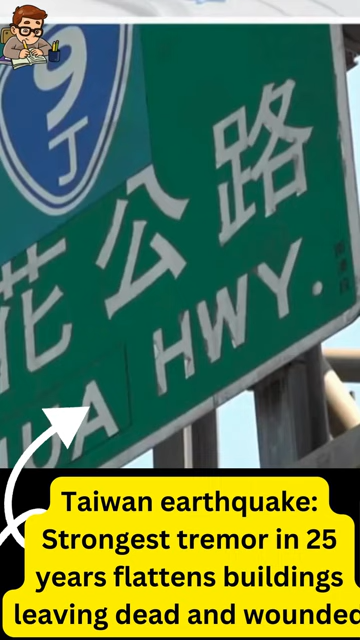 9
丁
花公路
UA HWY.
Taiwan earthquake:
Strongest tremor in 25
years flattens buildings
leaving dead and wounded